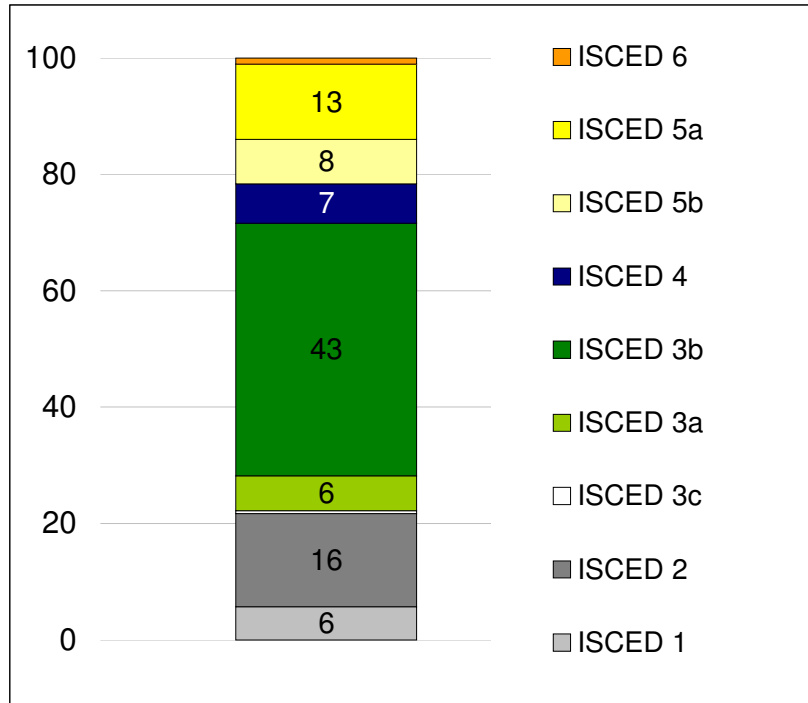 100
80
60
40
20
0
13
8
7
43
6
16
6
ISCED 6
ISCED 5a
ISCED 5b
ISCED 4
ISCED 3b
ISCED 3a
ISCED 3c
ISCED 2
ISCED 1